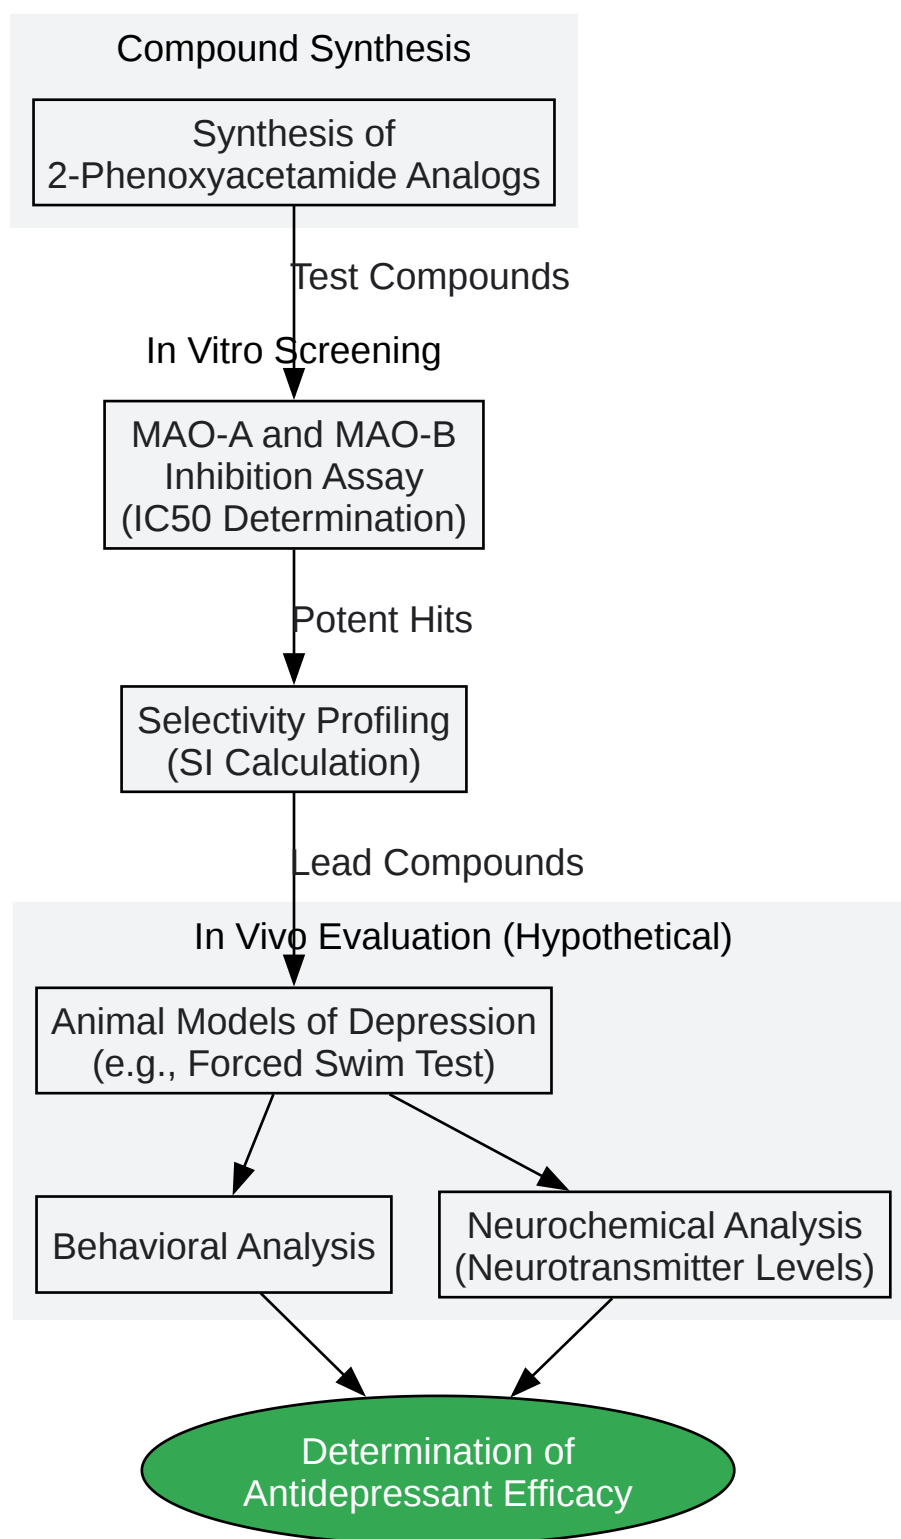 Compound Synthesis
Synthesis of
2-Phenoxyacetamide Analogs
Test Compounds
In Vitro Screening
MAO-A and MAO-B
Inhibition Assay
(IC50 Determination)
Potent Hits
Selectivity Profiling
(SI Calculation)
Lead Compounds
In Vivo Evaluation (Hypothetical)
Animal Models of Depression
(e.g., Forced Swim Test)
Behavioral Analysis
Neurochemical Analysis
(Neurotransmitter Levels)
Determination of
Antidepressant Efficacy